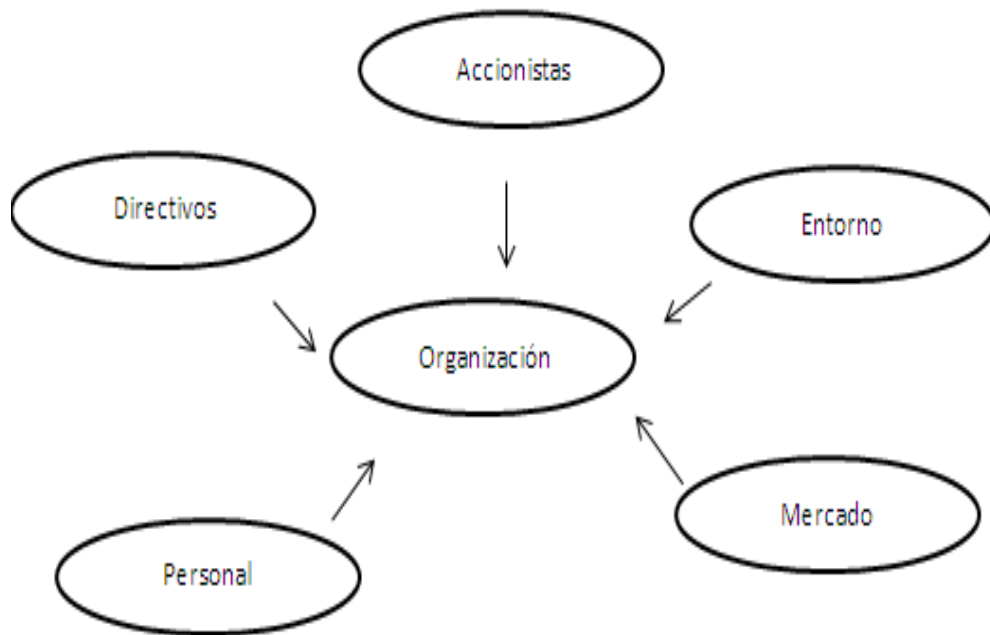 Accionistas
Directivos
Entorno
Organización
Mercado
Personal